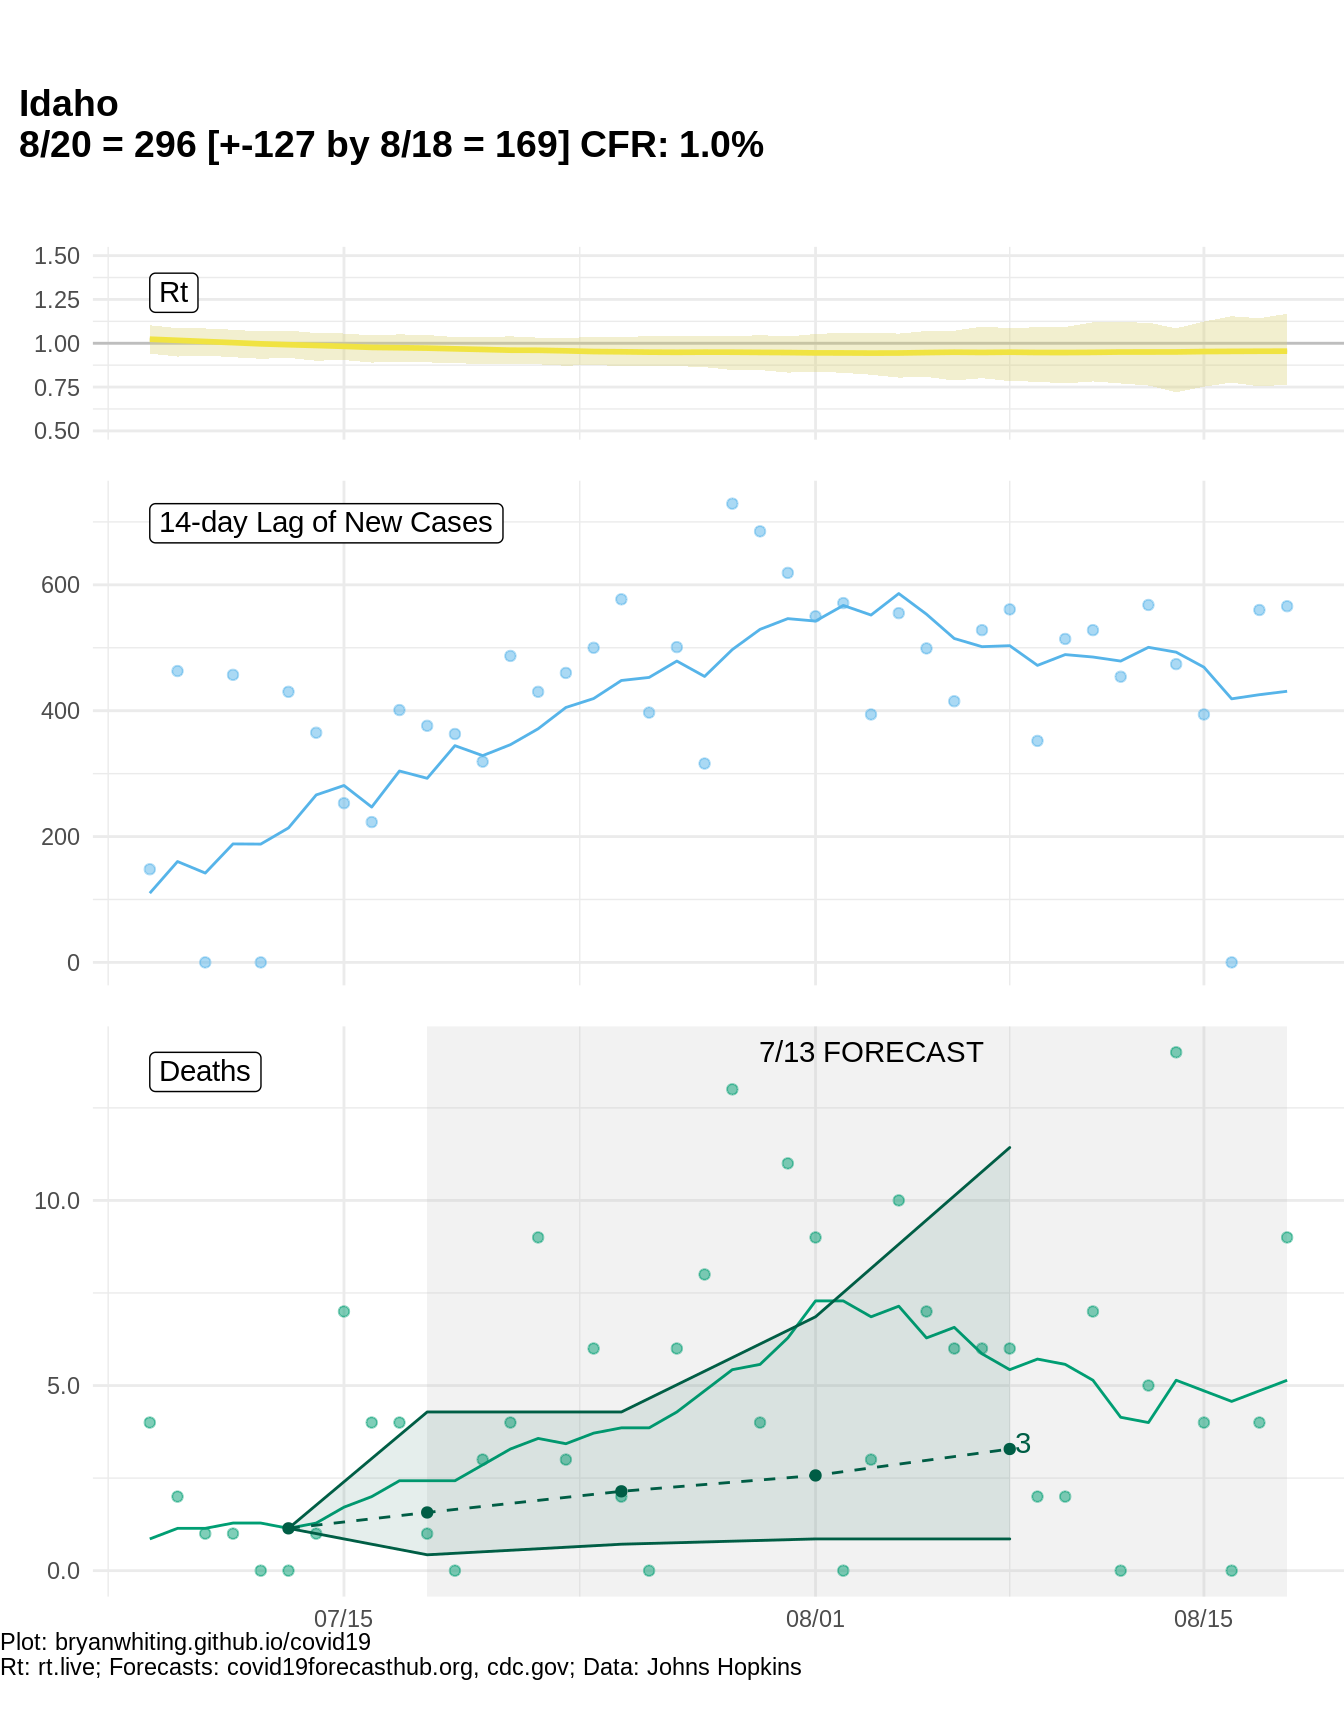 Idaho
8/20 = 296 [+-127 by 8/18 = 169] CFR: 1.0%
1.50
Rt
1.25
1.00
0.75
0.50
14-day Lag of New Cases
600
400
200
0
7/13 FORECAST
Deaths
10.0
5.0
3
0.0
07/15
08/01
08/15
Plot: bryanwhiting.github.io/covid19
Rt: rt.live; Forecasts: covid19forecasthub.org, cdc.gov; Data: Johns Hopkins